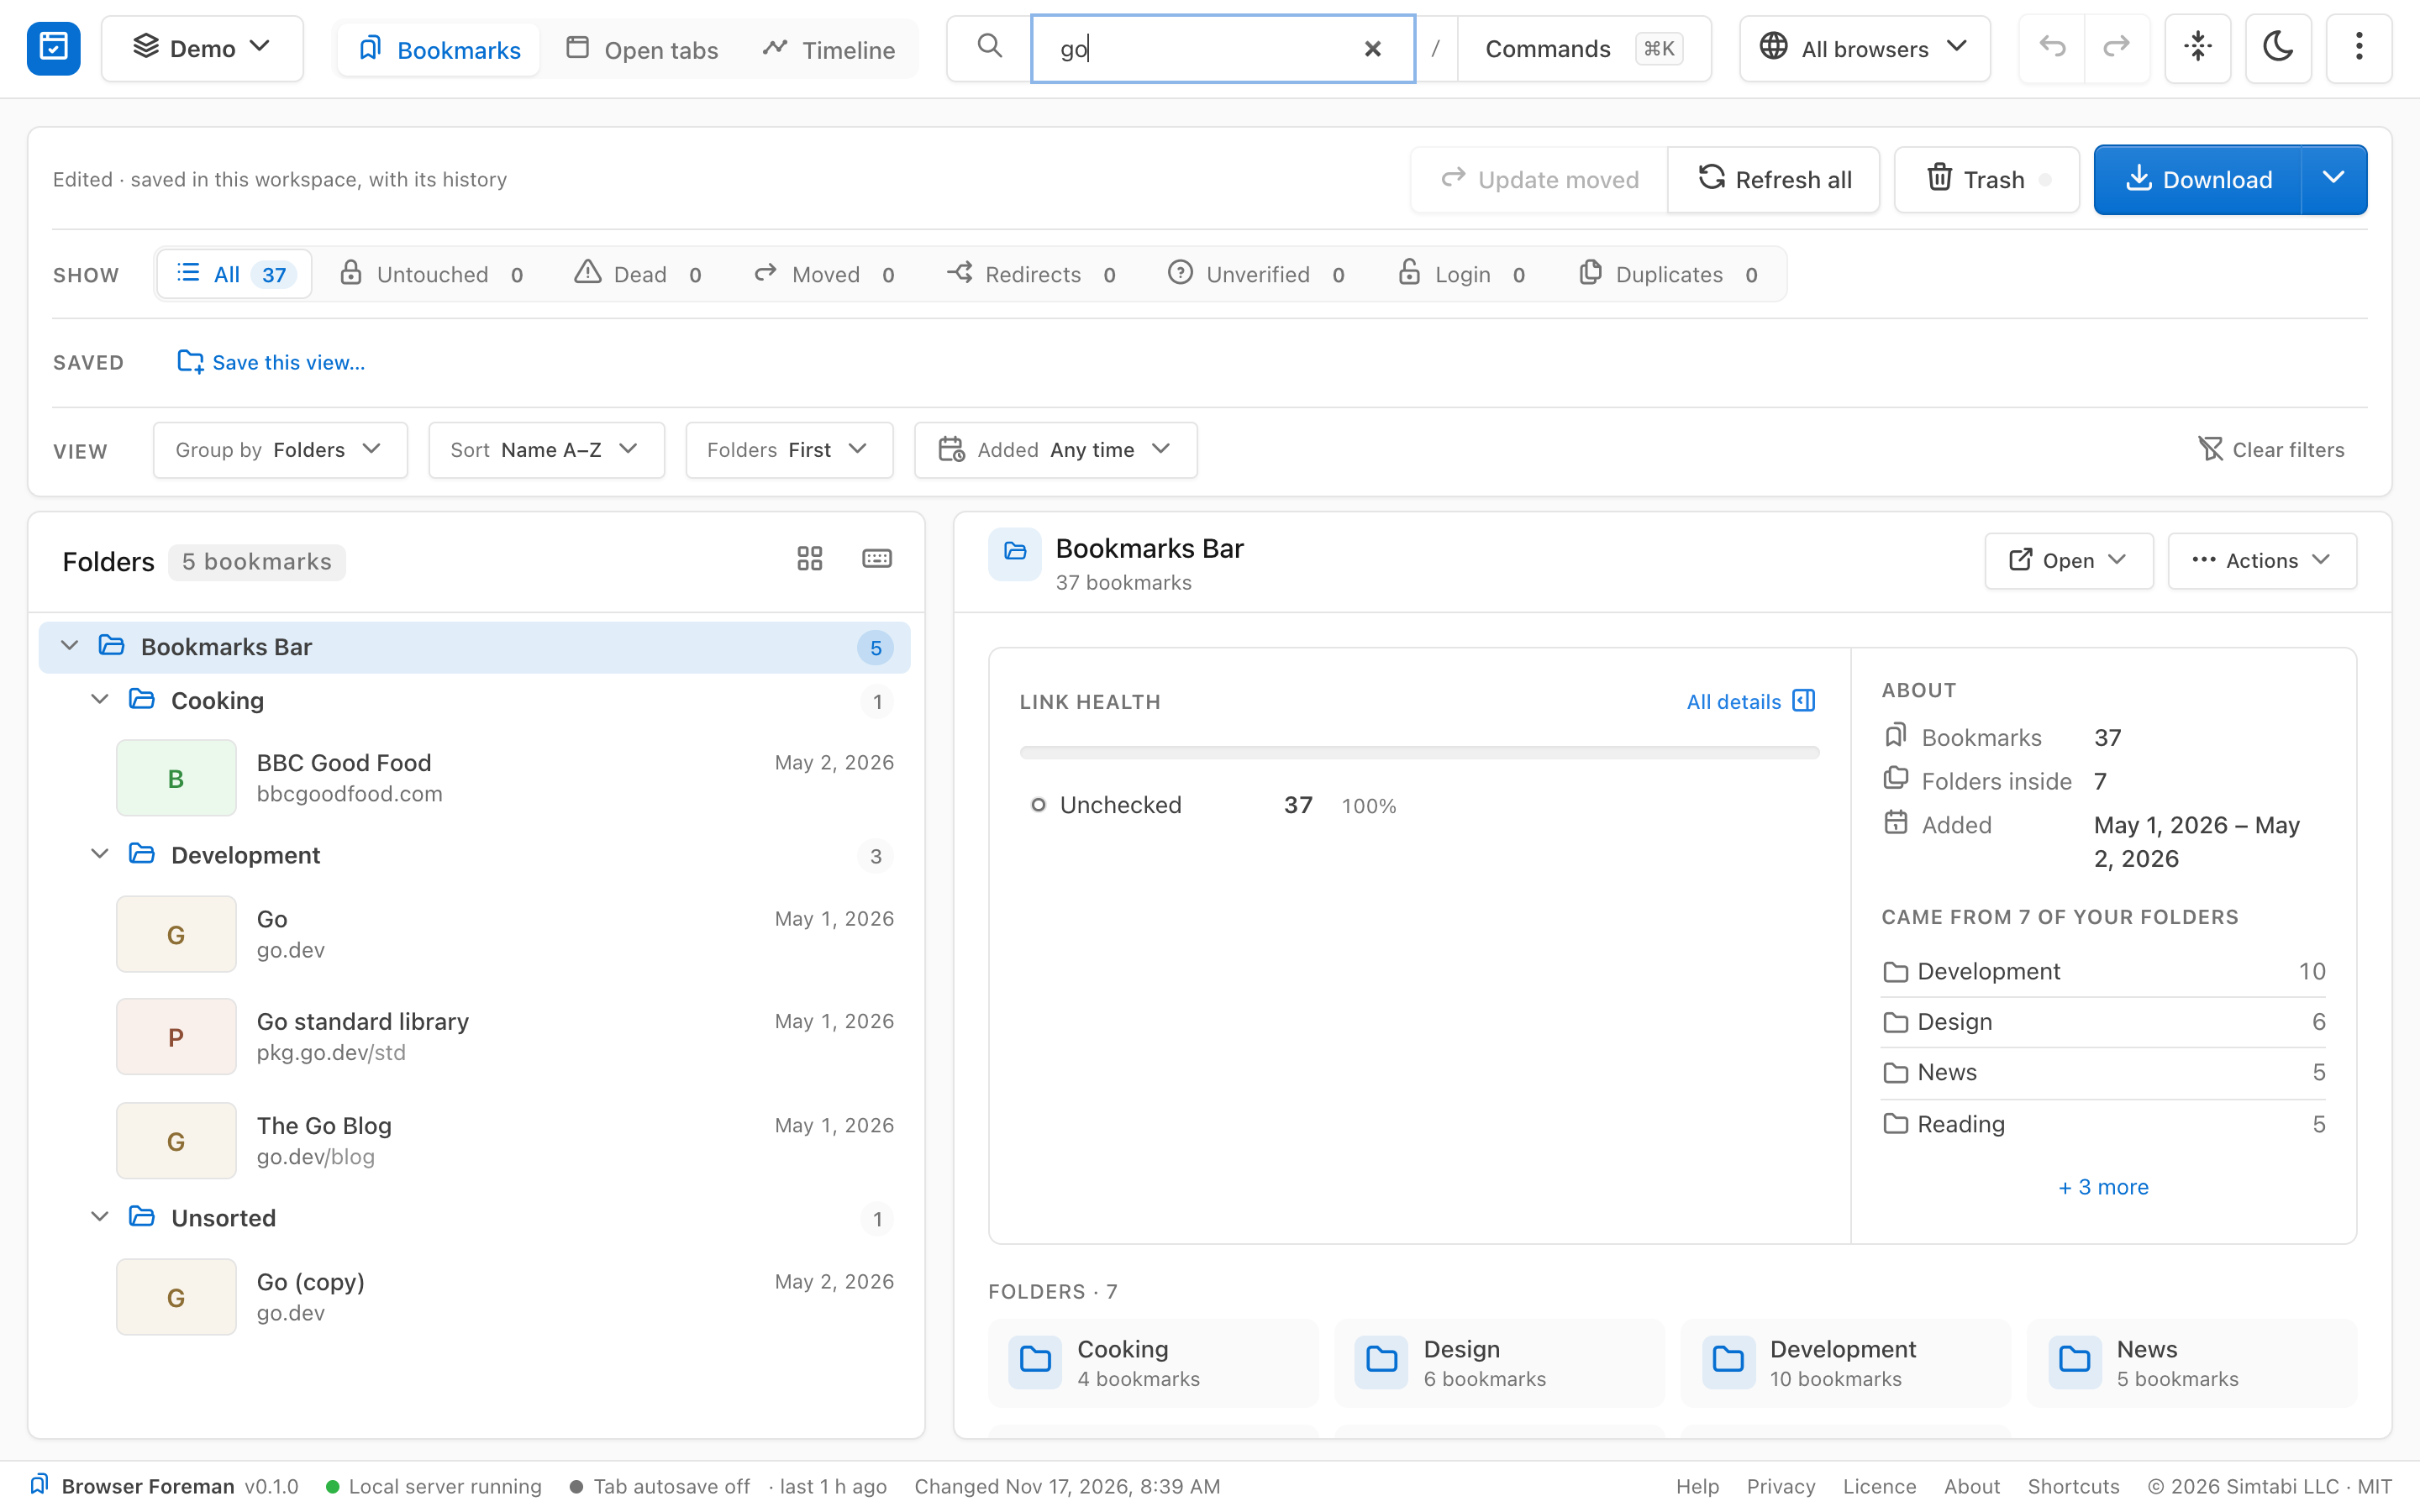 Demo
Bookmarks
Open tabs
Timeline
go
/
Commands ⌘K
All browsers
Edited · saved in this workspace, with its history
Update moved
Refresh all
Trash
Download
SHOW
All 37
Untouched 0
Dead 0
Moved 0
Redirects 0
Unverified 0
Login 0
Duplicates 0
SAVED
Save this view...
VIEW
Group by Folders
Sort Name A–Z
Folders First
Added Any time
Clear filters
Folders 5 bookmarks
Bookmarks Bar 5
Cooking 1
B
BBC Good Food May 2, 2026
bbcgoodfood.com
Development 3
G
Go May 1, 2026
go.dev
P
Go standard library May 1, 2026
pkg.go.dev/std
G
The Go Blog May 1, 2026
go.dev/blog
Unsorted 1
G
Go (copy) May 2, 2026
go.dev
Bookmarks Bar
37 bookmarks
Open
Actions
LINK HEALTH
All details
Unchecked 37 100%
ABOUT
Bookmarks 37
Folders inside 7
Added May 1, 2026 – May
2, 2026
CAME FROM 7 OF YOUR FOLDERS
Development 10
Design 6
News 5
Reading 5
+ 3 more
FOLDERS · 7
Cooking
4 bookmarks
Design
6 bookmarks
Development
10 bookmarks
News
5 bookmarks
Browser Foreman v0.1.0
Local server running
Tab autosave off · last 1 h ago
Changed Nov 17, 2026, 8:39 AM
Help
Privacy
Licence
About
Shortcuts
© 2026 Simtabi LLC · MIT